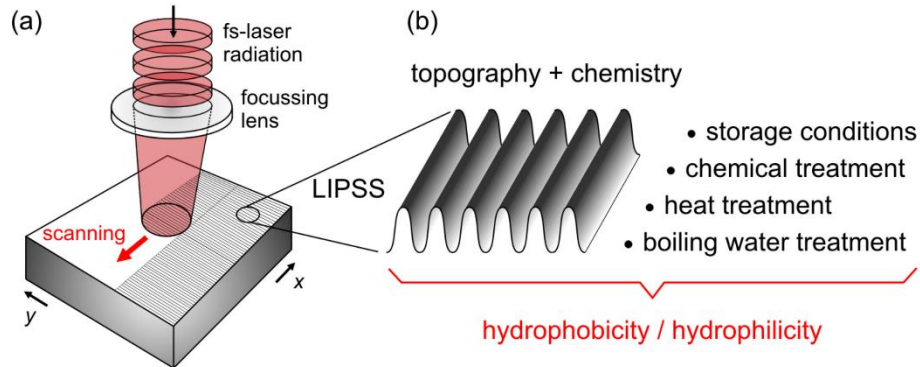 (a)
fs-laser
radiation
focussing
lens
scanning
y
x
LIPSS
(b)
topography + chemistry
• storage conditions
• chemical treatment
• heat treatment
• boiling water treatment
hydrophobicity / hydrophilicity